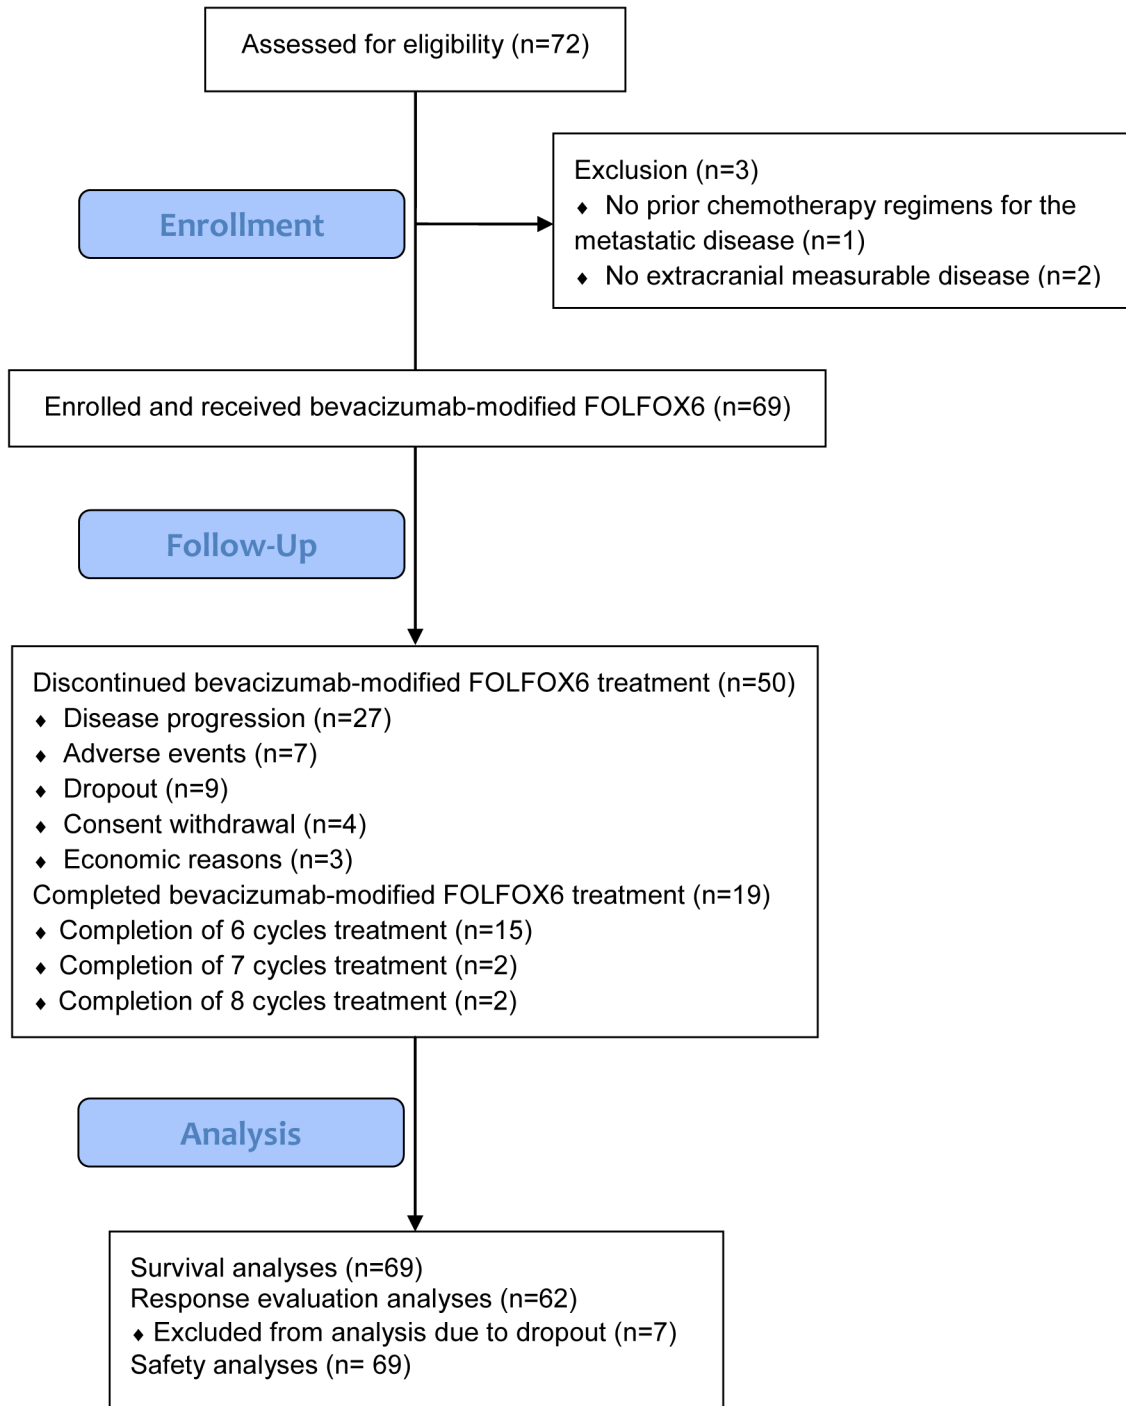 Assessed for eligibility (n=72)
Enrollment
Exclusion (n=3)
♦ No prior chemotherapy regimens for the
metastatic disease (n=1)
♦ No extracranial measurable disease (n=2)
Enrolled and received bevacizumab-modified FOLFOX6 (n=69)
Follow-Up
Discontinued bevacizumab-modified FOLFOX6 treatment (n=50)
♦ Disease progression (n=27)
♦ Adverse events (n=7)
♦ Dropout (n=9)
♦ Consent withdrawal (n=4)
♦ Economic reasons (n=3)
Completed bevacizumab-modified FOLFOX6 treatment (n=19)
♦ Completion of 6 cycles treatment (n=15)
♦ Completion of 7 cycles treatment (n=2)
♦ Completion of 8 cycles treatment (n=2)
Analysis
Survival analyses (n=69)
Response evaluation analyses (n=62)
♦ Excluded from analysis due to dropout (n=7)
Safety analyses (n= 69)